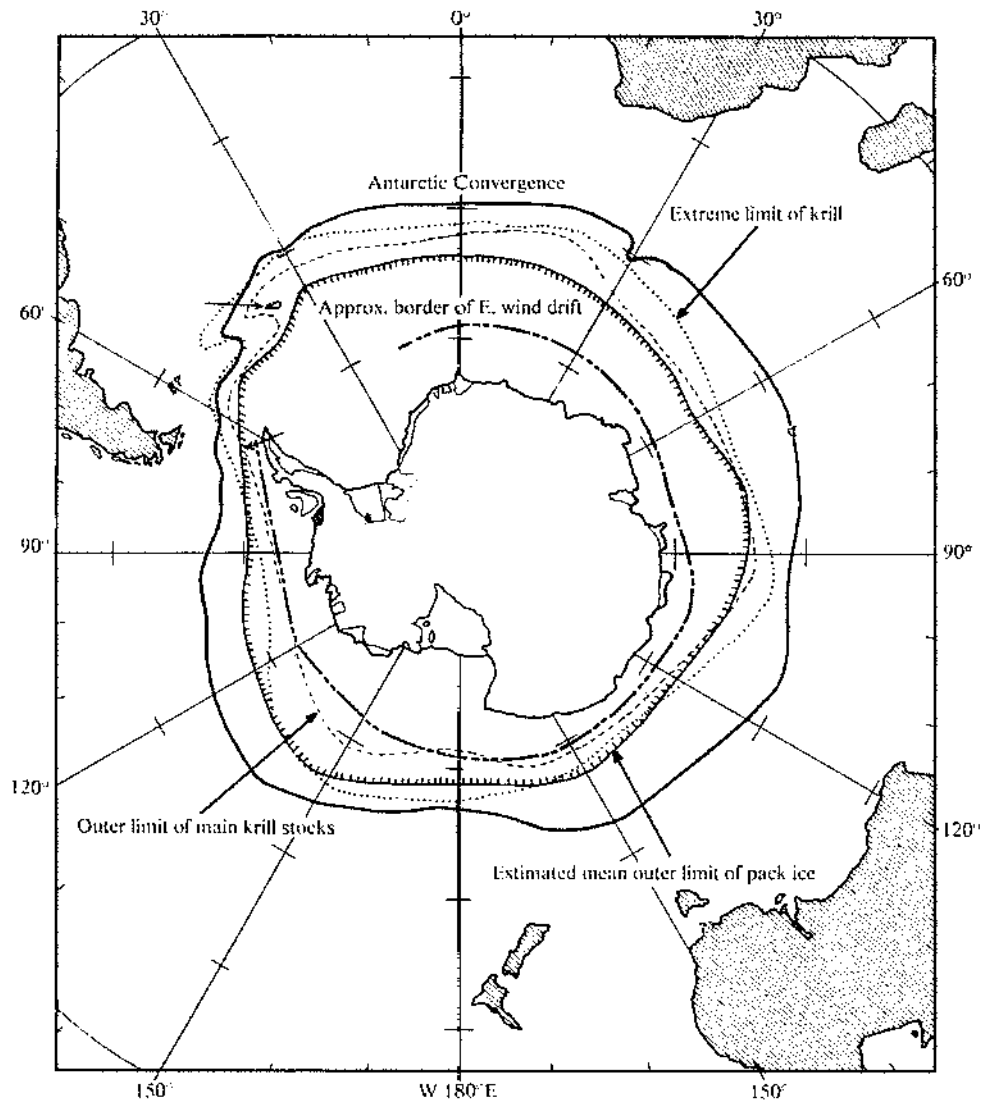 30°
0°
30°
Antarctic Convergence
Extreme limit of krill
60°
60°
Approx. border of E. wind drift
90°
90°
120°
Outer limit of main krill stocks
120°
Estimated mean outer limit of pack ice
150°
W 180° E
150°